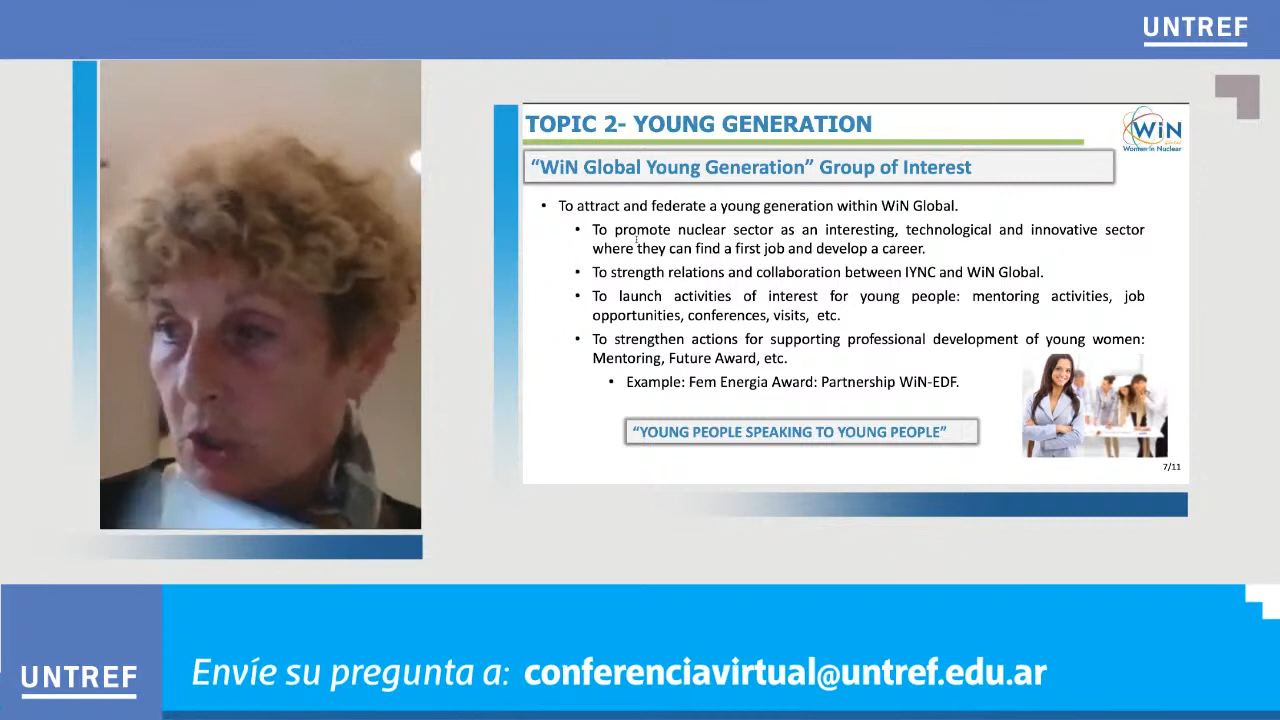 UNTREF
TOPIC 2- YOUNG GENERATION
WiN
global
Women in Nuclear
“WiN Global Young Generation” Group of Interest
• To attract and federate a young generation within WiN Global.
• To promote nuclear sector as an interesting, technological and innovative sector
where they can find a first job and develop a career.
• To strength relations and collaboration between IYNC and WiN Global.
• To launch activities of interest for young people: mentoring activities, job
opportunities, conferences, visits, etc.
• To strengthen actions for supporting professional development of young women:
Mentoring, Future Award, etc.
• Example: Fem Energia Award: Partnership WiN-EDF.
“YOUNG PEOPLE SPEAKING TO YOUNG PEOPLE”
7/11
UNTREF
Envíe su pregunta a: conferenciavirtual@untref.edu.ar